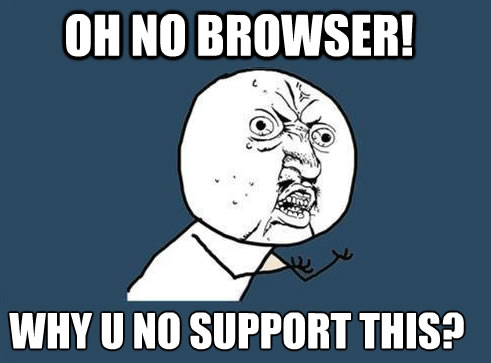 OH NO BROWSER!
WHY U NO SUPPORT THIS?